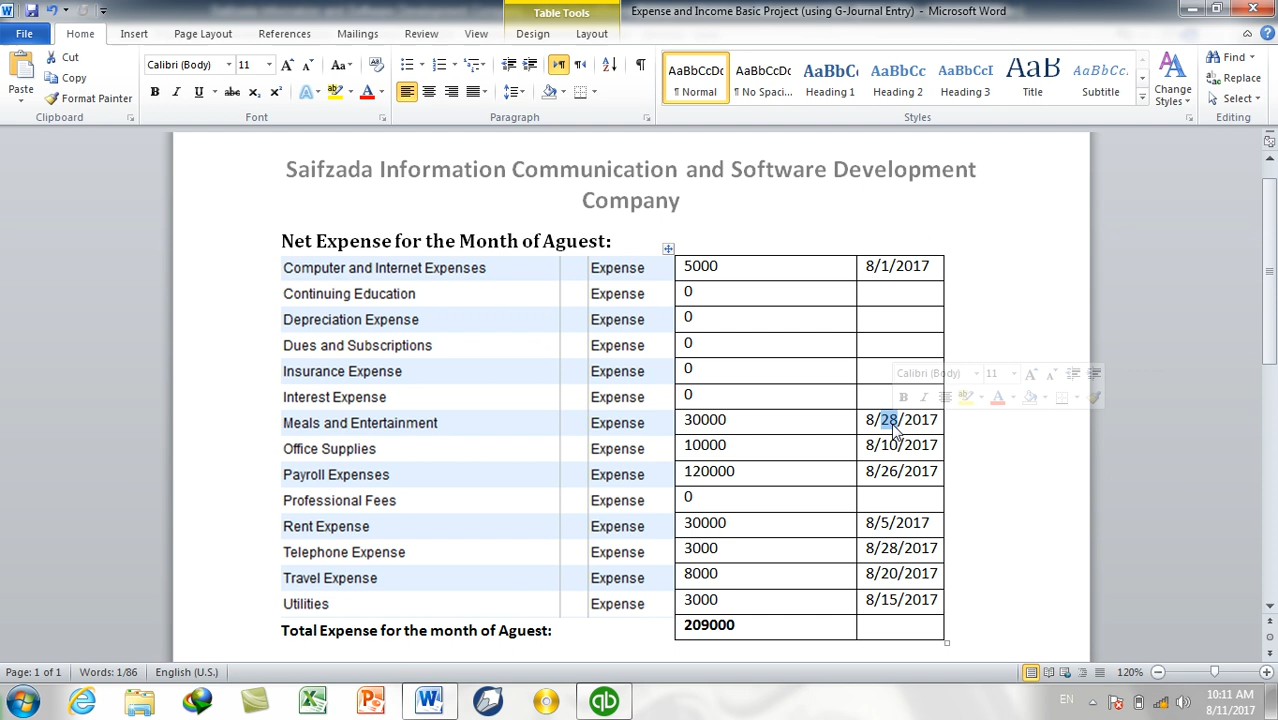 Expense and Income Basic Project (using G-Journal Entry) - Microsoft Word
Table Tools
File Home Insert Page Layout References Mailings Review View Design Layout
Paste
Cut
Copy
Format Painter
Clipboard
Calibri (Body) 11
Font
Paragraph
AaBbCcDc AaBbCcDc AaBbC AaBbCc AaBbCcI AaB AaBbCc.
¶ Normal ¶ No Spaci... Heading 1 Heading 2 Heading 3 Title Subtitle
Styles
Change
Styles
Find
Replace
Select
Editing
Saifzada Information Communication and Software Development
Company
Net Expense for the Month of Aguest:
Computer and Internet Expenses Expense 5000 8/1/2017
Continuing Education Expense 0
Depreciation Expense Expense 0
Dues and Subscriptions Expense 0
Insurance Expense Expense 0
Interest Expense Expense 0
Calibri (Body) 11
Meals and Entertainment Expense 30000 8/28/2017
Office Supplies Expense 10000 8/10/2017
Payroll Expenses Expense 120000 8/26/2017
Professional Fees Expense 0
Rent Expense Expense 30000 8/5/2017
Telephone Expense Expense 3000 8/28/2017
Travel Expense Expense 8000 8/20/2017
Utilities Expense 3000 8/15/2017
Total Expense for the month of Aguest: 209000
Page: 1 of 1 Words: 1/86 English (U.S.) 120%
EN 10:11 AM
8/11/2017